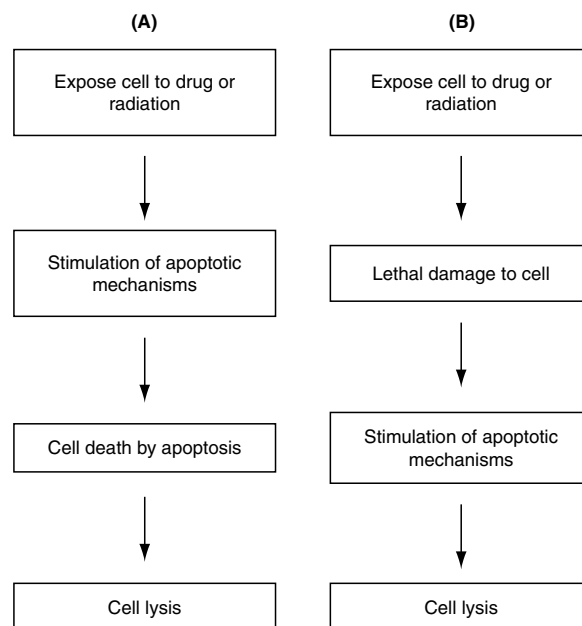 (A)
Expose cell to drug or
radiation
Stimulation of apoptotic
mechanisms
Cell death by apoptosis
Cell lysis
(B)
Expose cell to drug or
radiation
Lethal damage to cell
Stimulation of apoptotic
mechanisms
Cell lysis